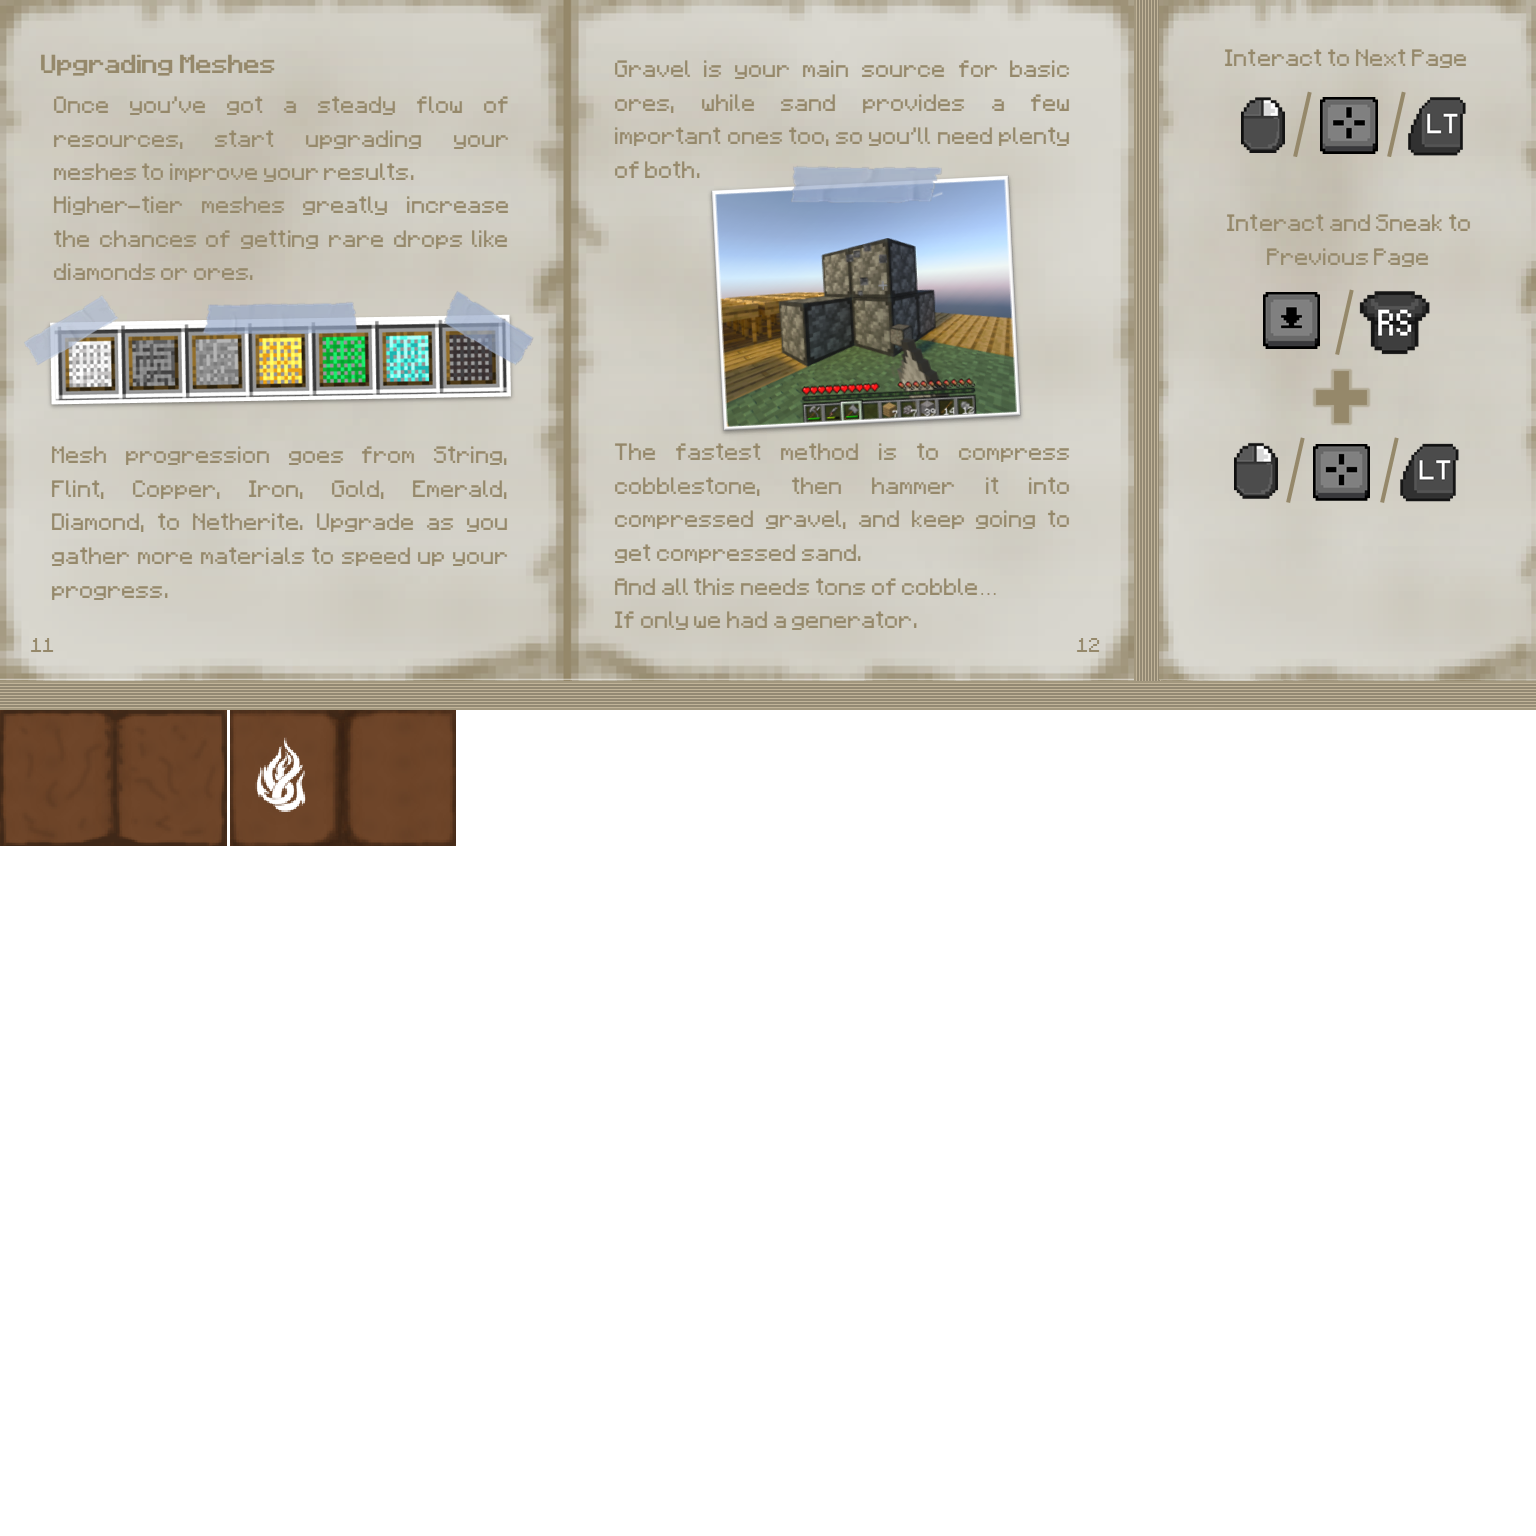 Upgrading Meshes
Once you've got a steady flow of
resources, start upgrading your
meshes to improve your results.
Higher-tier meshes greatly increase
the chances of getting rare drops like
diamonds or ores.
Mesh progression goes from String,
Flint, Copper, Iron, Gold, Emerald,
Diamond, to Netherite. Upgrade as you
gather more materials to speed up your
progress.
11
Gravel is your main source for basic
ores, while sand provides a few
important ones too, so you'll need plenty
of both.
7 7 39 14 12
The fastest method is to compress
cobblestone, then hammer it into
compressed gravel, and keep going to
get compressed sand.
And all this needs tons of cobble...
If only we had a generator.
12
Interact to Next Page
/ / LT
Interact and Sneak to
Previous Page
/ RS
/ / LT